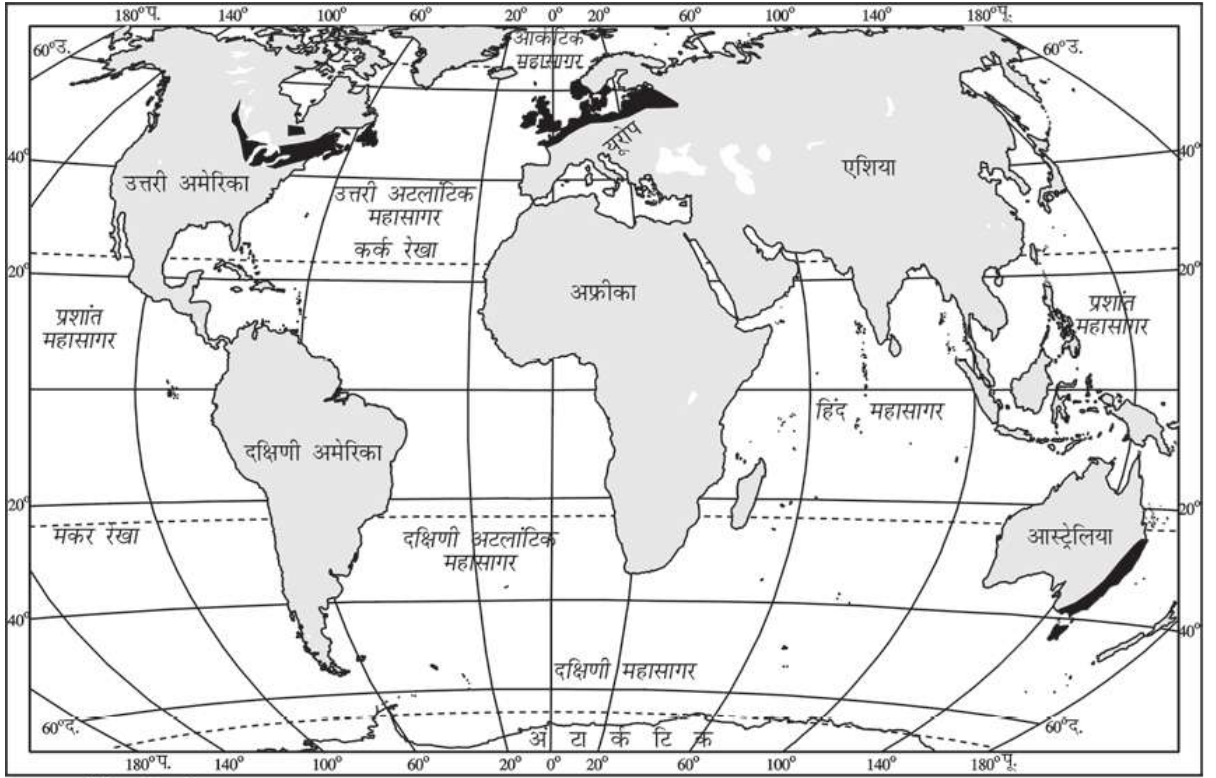 180°प. 140° 100° 60° 20° 0° 20° 60° 100° 140° 180°पू.
आर्कटिक
महासागर
60°उ. 60°उ.
40° 40°
यूरोप
एशिया
उत्तरी अमेरिका
उत्तरी अटलांटिक
महासागर
कर्क रेखा
20° 20°
अफ्रीका
प्रशांत
महासागर
प्रशांत
महासागर
हिंद महासागर
दक्षिणी अमेरिका
20° 20°
मकर रेखा
दक्षिणी अटलांटिक
महासागर
आस्ट्रेलिया
40° 40°
दक्षिणी महासागर
60°द. 60°द.
अंटार्कटिक
180°प. 140° 100° 60° 20° 0° 20° 60° 100° 140° 180°पू.